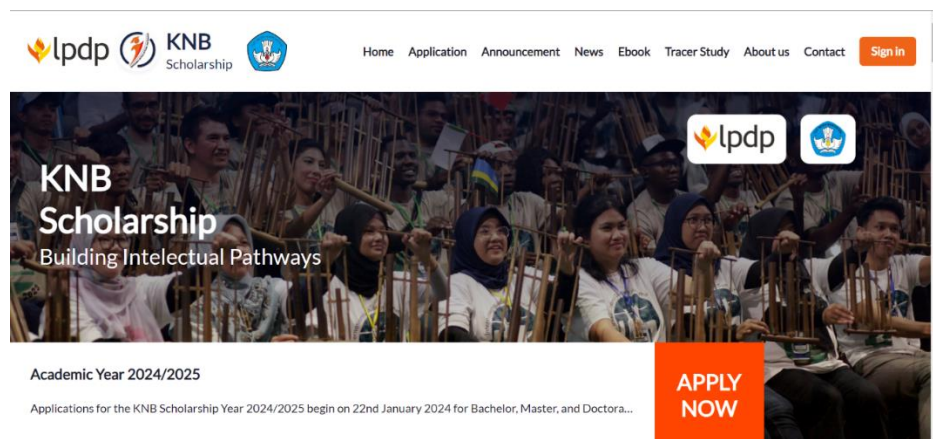 lpdp
KNB
Scholarship
Home Application Announcement News Ebook Tracer Study About us Contact Sign in
lpdp
KNB
Scholarship
Building Intelectual Pathways
Academic Year 2024/2025
Applications for the KNB Scholarship Year 2024/2025 begin on 22nd January 2024 for Bachelor, Master, and Doctora...
APPLY
NOW